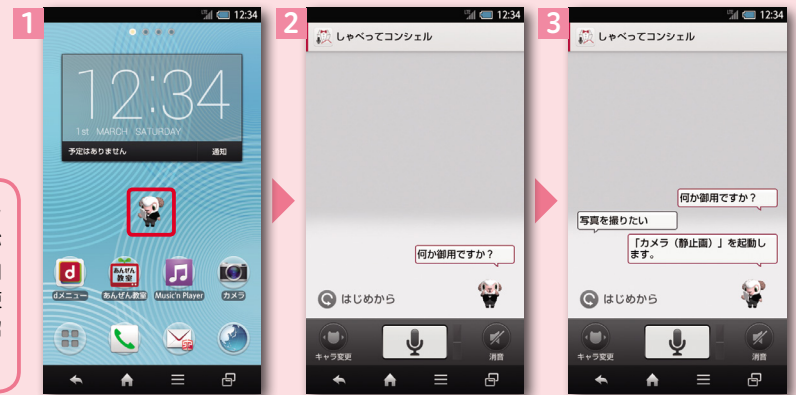 1
12:34
12:34
1st MARCH SATURDAY
予定はありません 通知
d
あんぜん
教室
dメニュー あんぜん教室 Music'n Player カメラ
2
12:34
しゃべってコンシェル
何か御用ですか？
はじめから
キャラ変更 消音
3
12:34
しゃべってコンシェル
何か御用ですか？
写真を撮りたい
「カメラ（静止画）」を起動し
ます。
はじめから
キャラ変更 消音